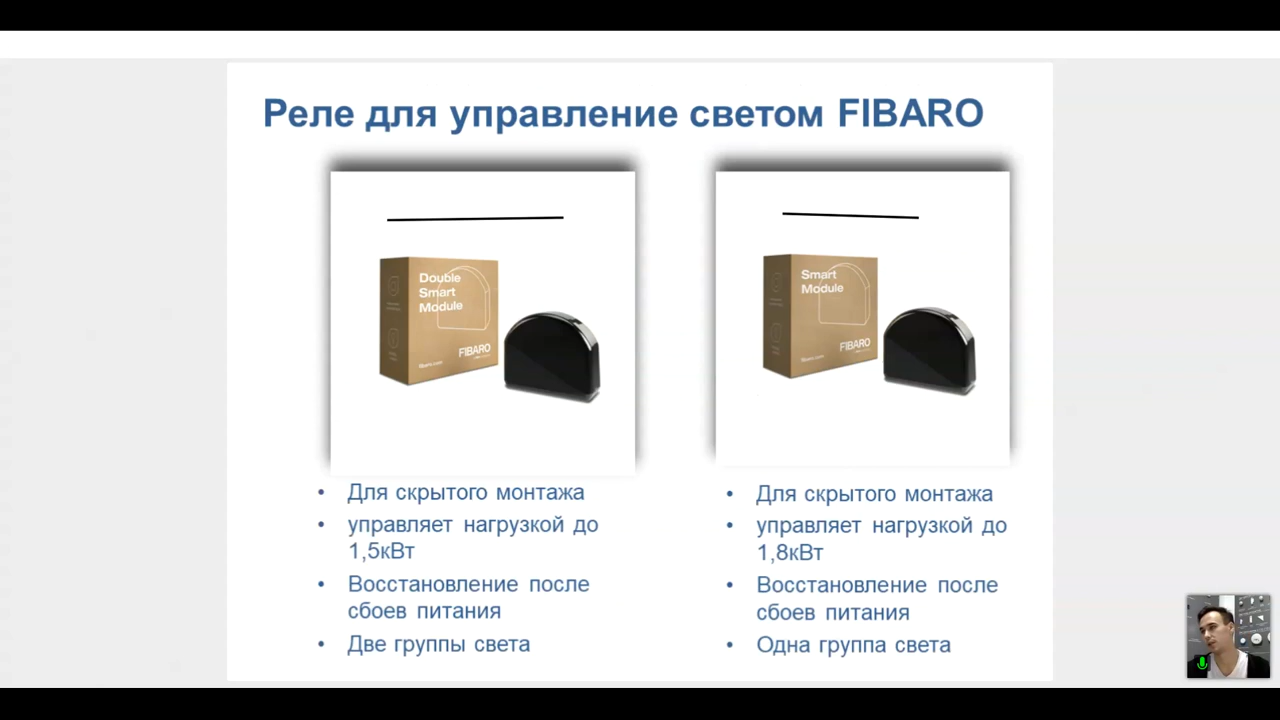 Реле для управление светом FIBARO
Double
Smart
Module
FIBARO
Smart
Module
FIBARO
• Для скрытого монтажа
• управляет нагрузкой до
1,5кВт
• Восстановление после
сбоев питания
• Две группы света
• Для скрытого монтажа
• управляет нагрузкой до
1,8кВт
• Восстановление после
сбоев питания
• Одна группа света